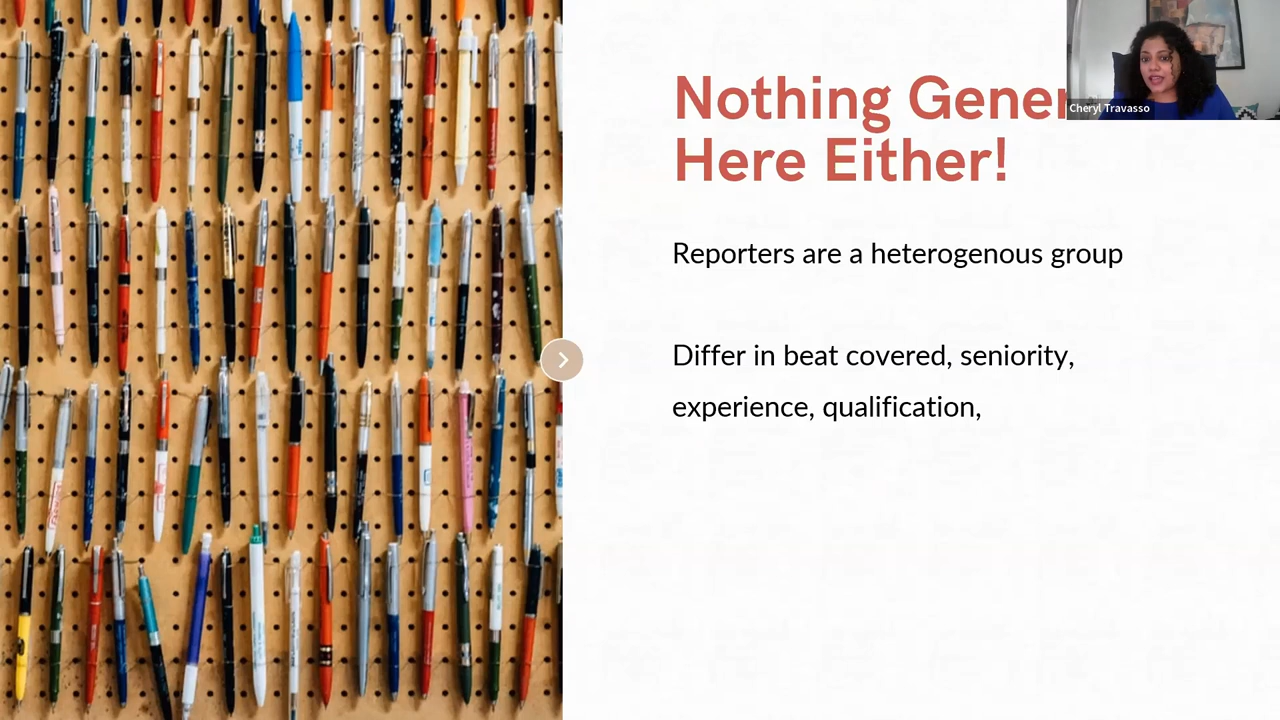 Nothing Gener
Here Either!
Cheryl Travasso
Reporters are a heterogenous group
Differ in beat covered, seniority,
experience, qualification,